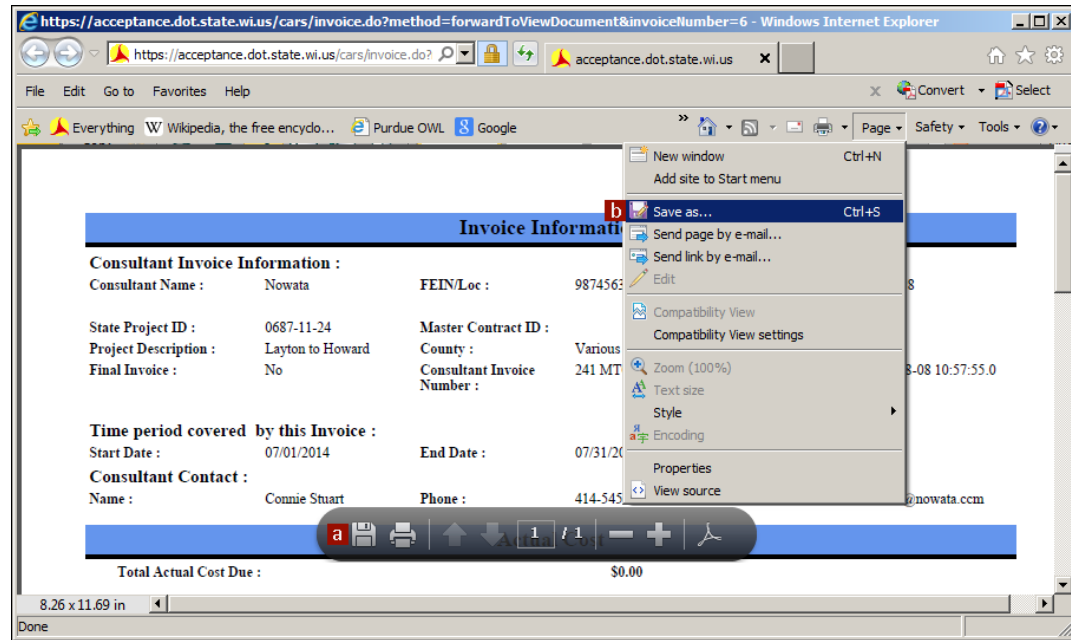 https://acceptance.dot.state.wi.us/cars/invoice.do?method=forwardToViewDocument&invoiceNumber=6 - Windows Internet Explorer
https://acceptance.dot.state.wi.us/cars/invoice.do? acceptance.dot.state.wi.us x
File Edit Go to Favorites Help x Convert Select
Everything W Wikipedia, the free encyclo... Purdue OWL 8 Google » Page Safety Tools
New window Ctrl+N
Add site to Start menu
b Save as... Ctrl+S
Invoice Informati
Send page by e-mail...
Send link by e-mail...
Consultant Invoice Information :
Edit
Consultant Name : Nowata FEIN/Loc : 9874563 8
Compatibility View
State Project ID : 0687-11-24 Master Contract ID :
Compatibility View settings
Project Description : Layton to Howard County : Various
Zoom (100%)
Final Invoice : No Consultant Invoice 241 MT 8-08 10:57:55.0
Number :
Text size
Style
Encoding
Time period covered by this Invoice :
Start Date : 07/01/2014 End Date : 07/31/20
Properties
Consultant Contact :
View source
Name : Connie Stuart Phone : 414-545 @nowata.com
a 1 / 1
Actual Cost
Total Actual Cost Due : $0.00
8.26 x 11.69 in
Done